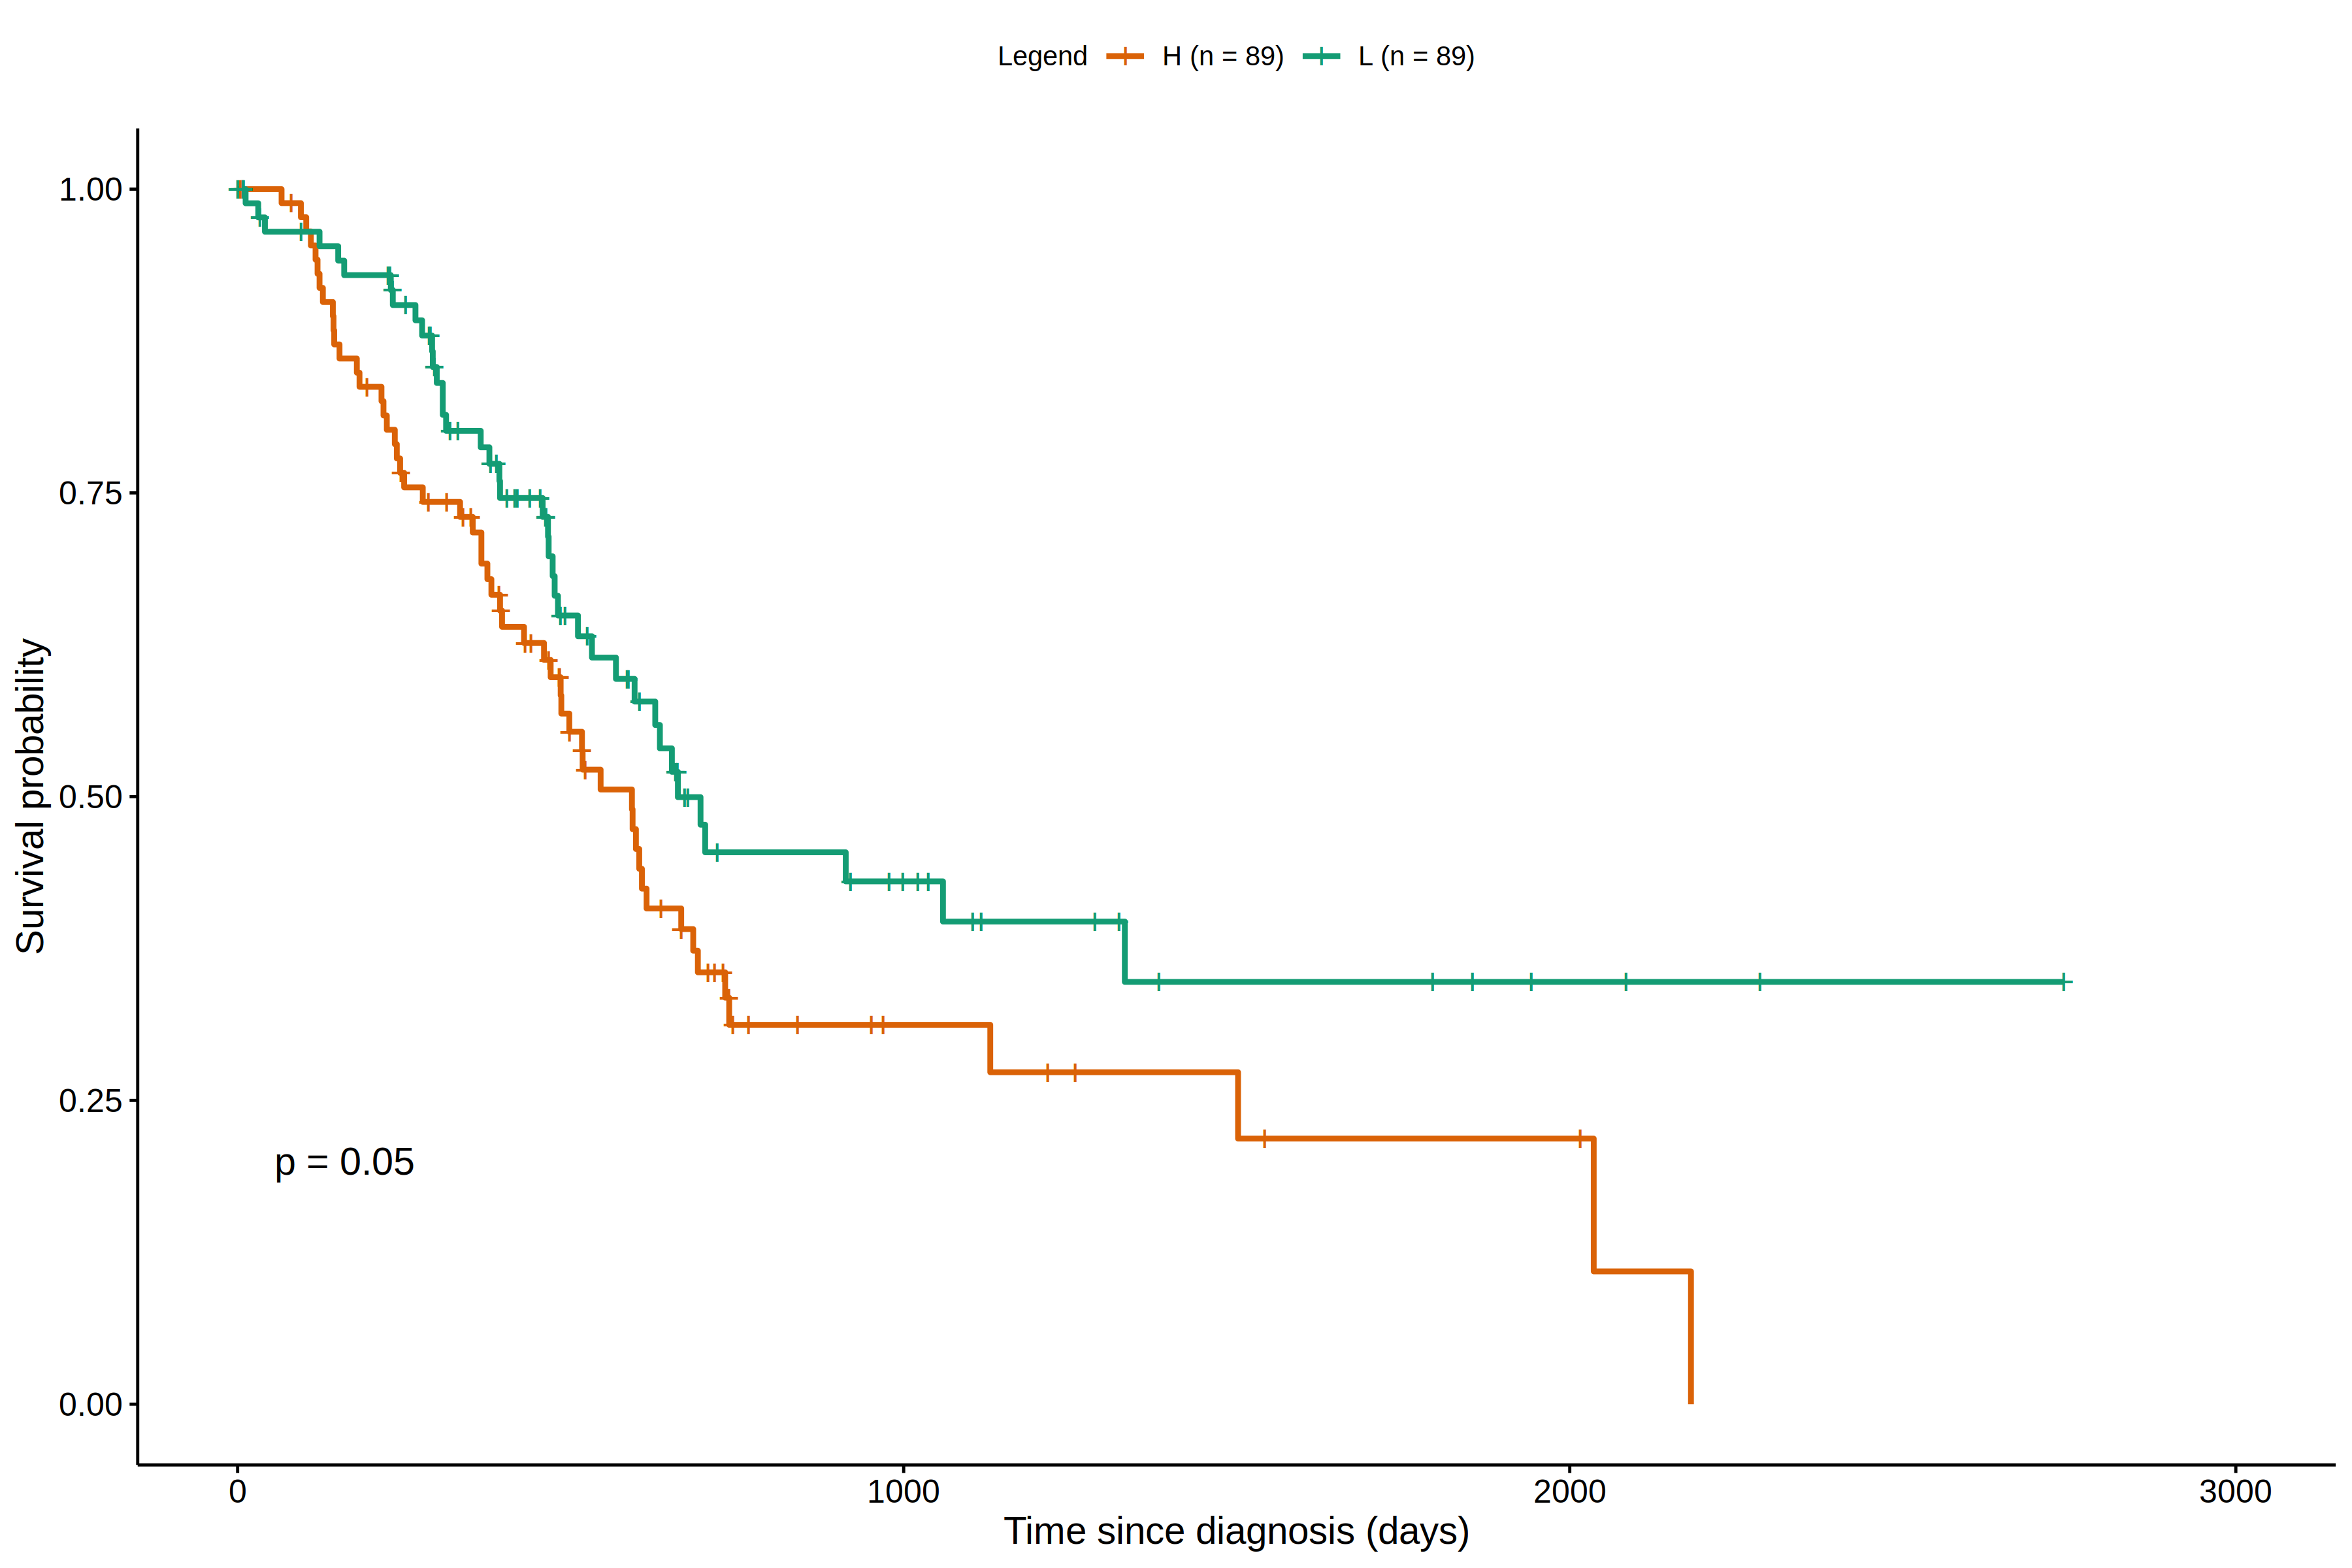 Legend H (n = 89) L (n = 89)
Survival probability
1.00
0.75
0.50
0.25
0.00
p = 0.05
0 1000 2000 3000
Time since diagnosis (days)